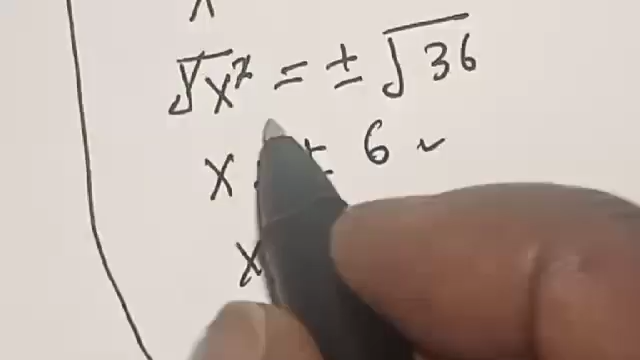 x
√x² = ± √36
x = ± 6
x